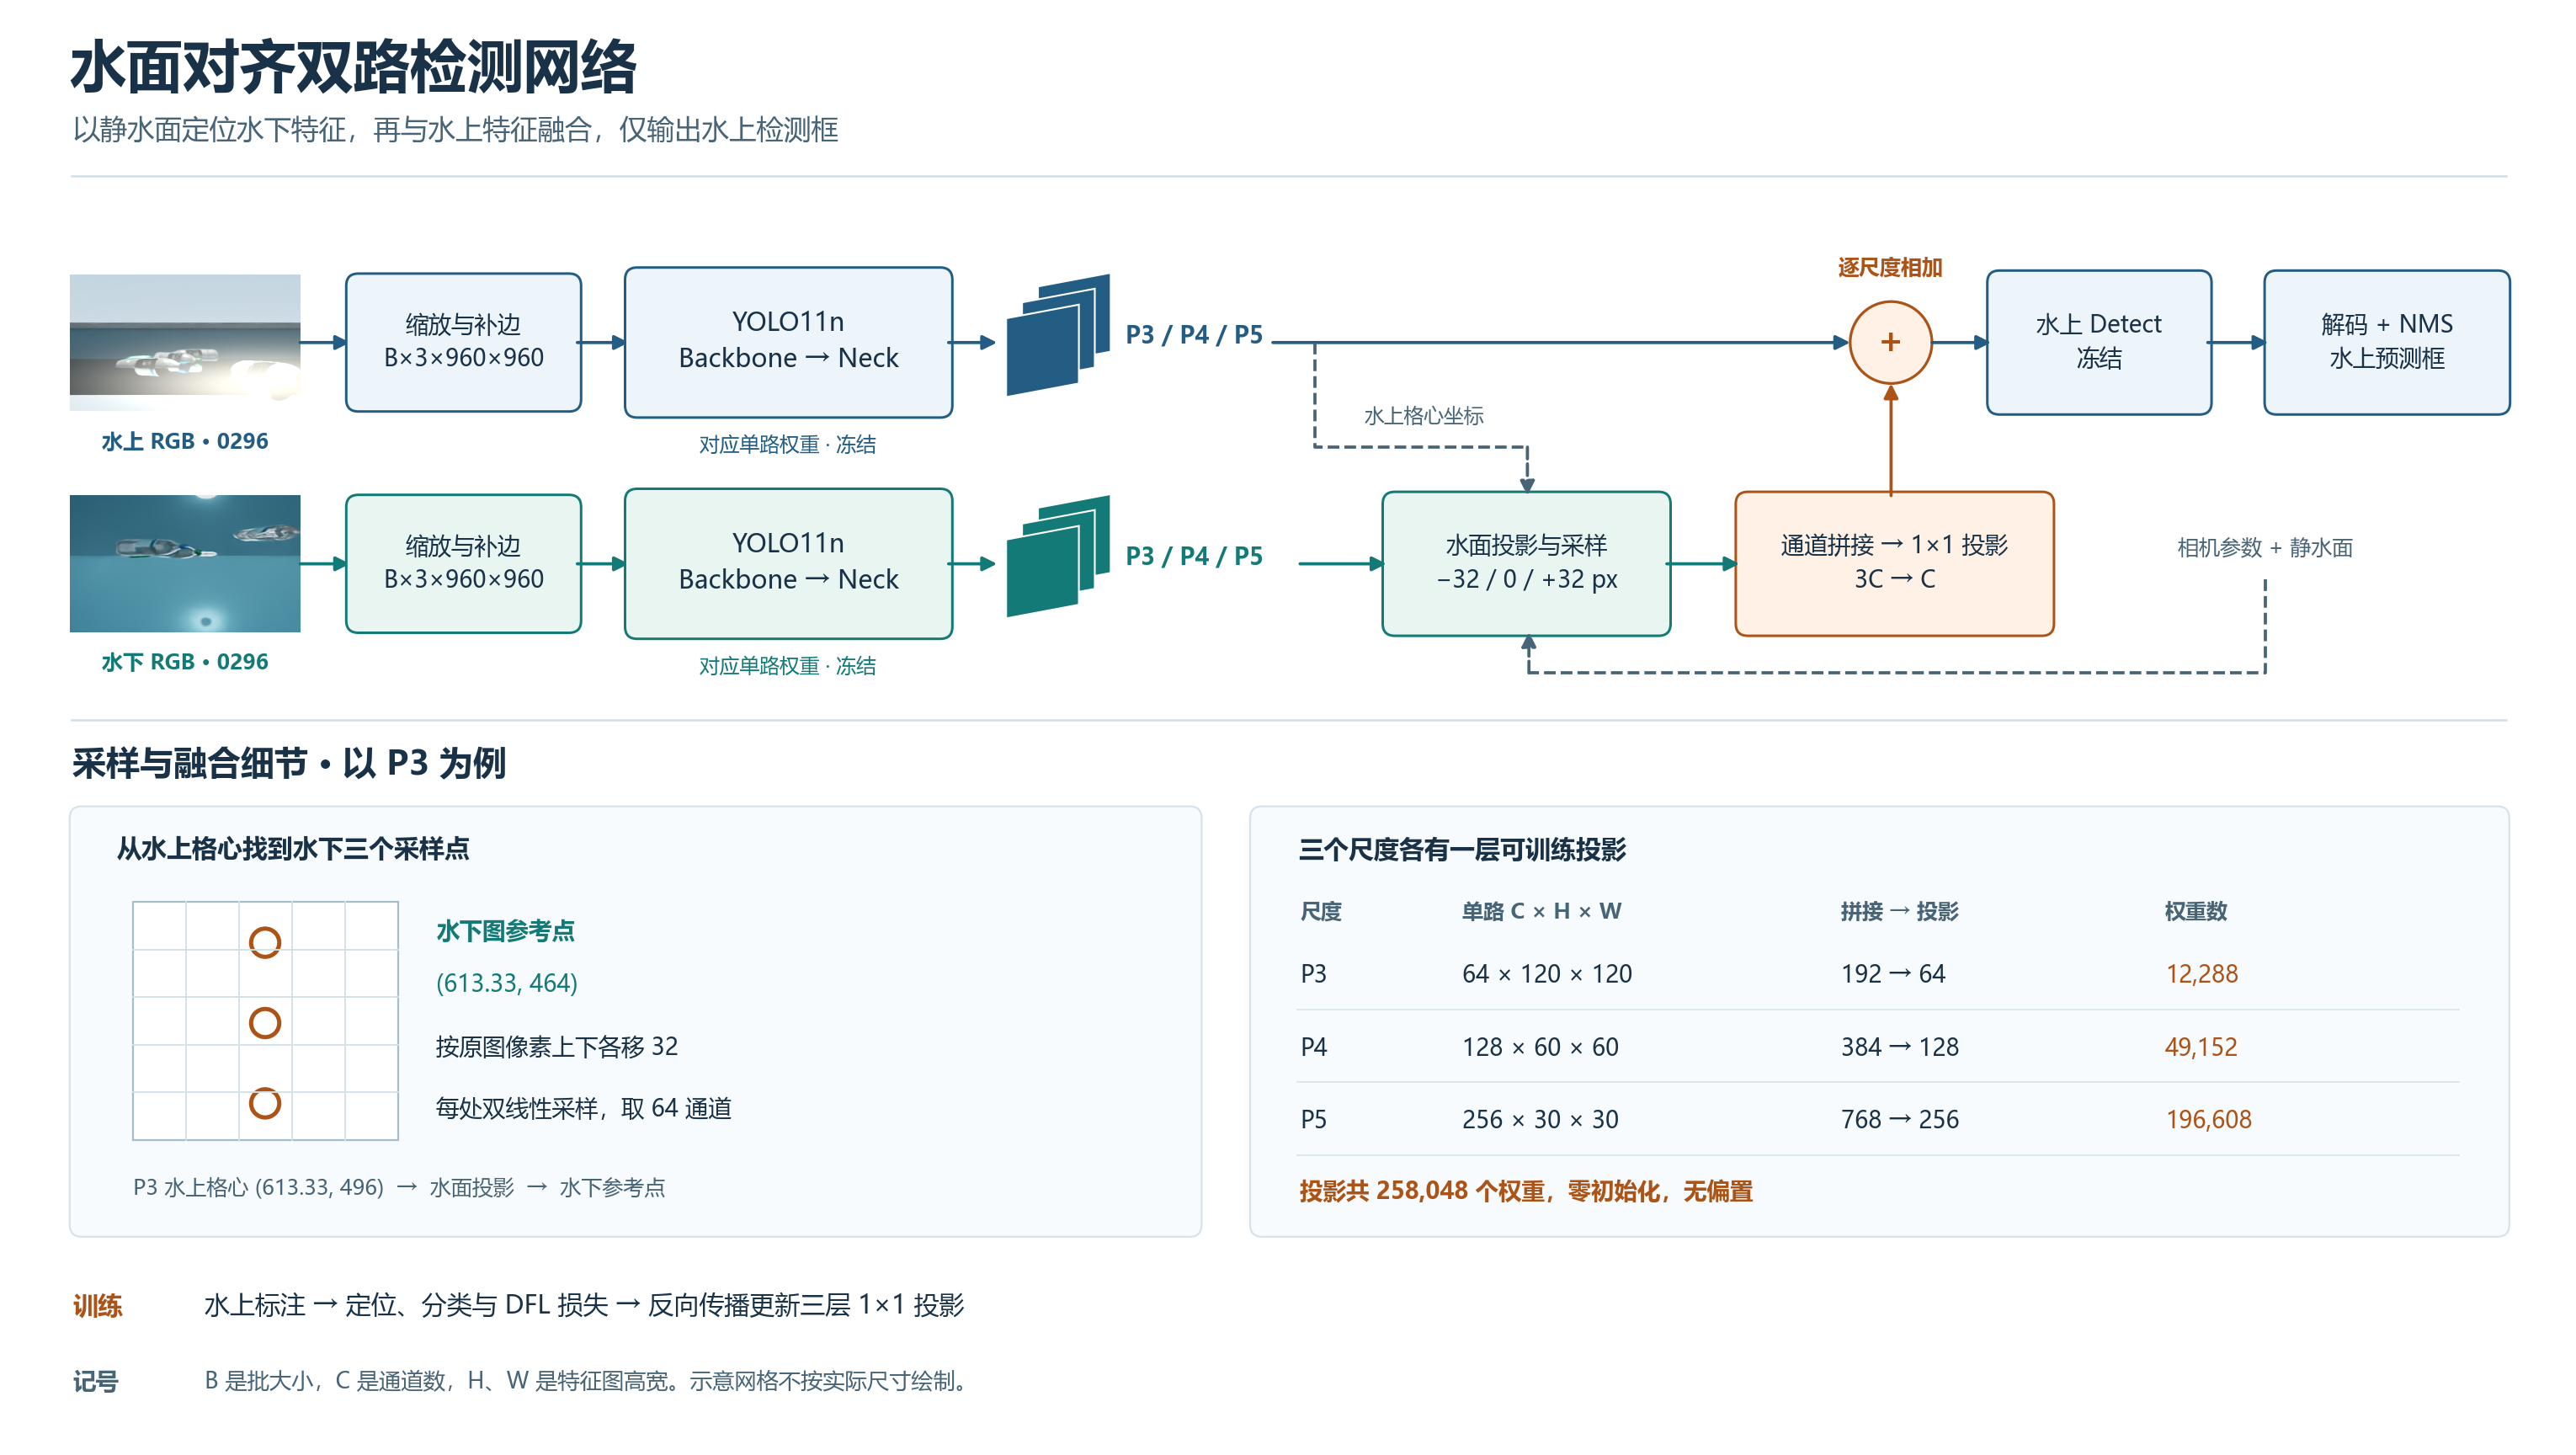 水面对齐双路检测网络
以静水面定位水下特征，再与水上特征融合，仅输出水上检测框
逐尺度相加
缩放与补边
B×3×960×960
YOLO11n
Backbone → Neck
P3 / P4 / P5
+
水上 Detect
冻结
解码 + NMS
水上预测框
水上 RGB • 0296
对应单路权重 · 冻结
水上格心坐标
缩放与补边
B×3×960×960
YOLO11n
Backbone → Neck
P3 / P4 / P5
水面投影与采样
−32 / 0 / +32 px
通道拼接 → 1×1 投影
3C → C
相机参数 + 静水面
水下 RGB • 0296
对应单路权重 · 冻结
采样与融合细节 • 以 P3 为例
从水上格心找到水下三个采样点
水下图参考点
(613.33, 464)
按原图像素上下各移 32
每处双线性采样，取 64 通道
P3 水上格心 (613.33, 496) → 水面投影 → 水下参考点
三个尺度各有一层可训练投影
尺度 单路 C × H × W 拼接 → 投影 权重数
P3 64 × 120 × 120 192 → 64 12,288
P4 128 × 60 × 60 384 → 128 49,152
P5 256 × 30 × 30 768 → 256 196,608
投影共 258,048 个权重，零初始化，无偏置
训练 水上标注 → 定位、分类与 DFL 损失 → 反向传播更新三层 1×1 投影
记号 B 是批大小，C 是通道数，H、W 是特征图高宽。示意网格不按实际尺寸绘制。